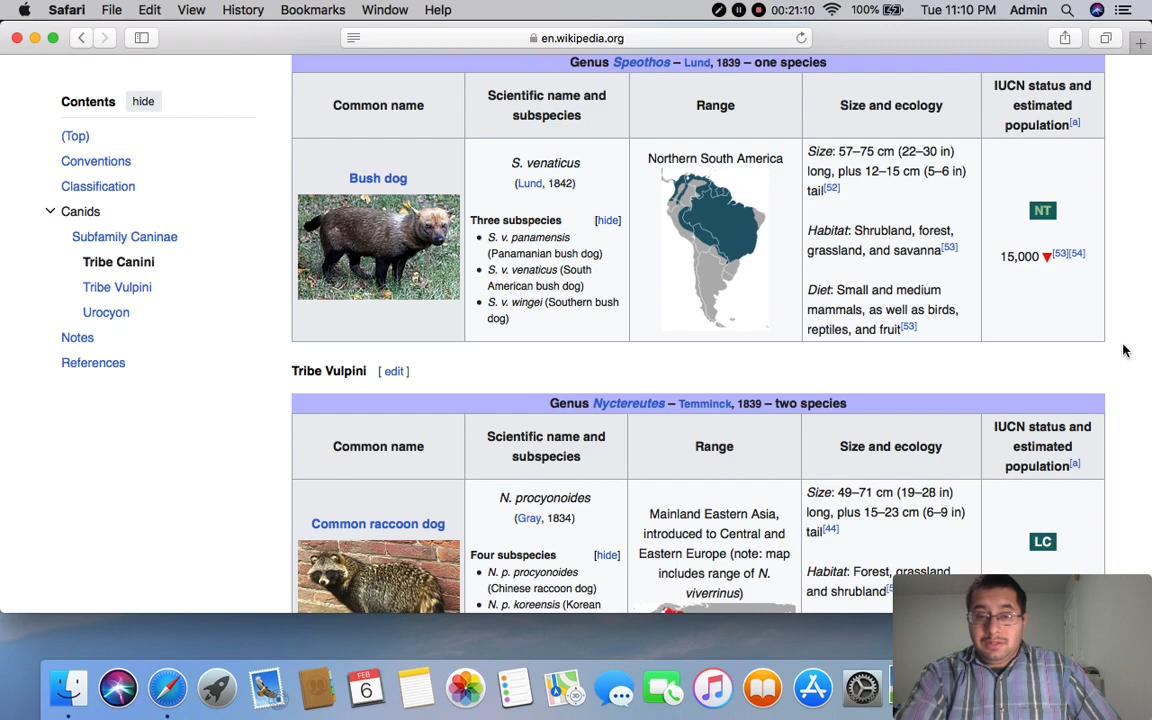 Safari File Edit View History Bookmarks Window Help 00:21:10 100% Tue 11:10 PM Admin
en.wikipedia.org
Contents hide
(Top)
Conventions
Classification
Canids
Subfamily Caninae
Tribe Canini
Tribe Vulpini
Urocyon
Notes
References
Genus Speothos – Lund, 1839 – one species
Common name
Scientific name and
subspecies
Range
Size and ecology
IUCN status and
estimated
population[a]
Bush dog
S. venaticus
(Lund, 1842)
Three subspecies [hide]
• S. v. panamensis
(Panamanian bush dog)
• S. v. venaticus (South
American bush dog)
• S. v. wingei (Southern bush
dog)
Northern South America
Size: 57–75 cm (22–30 in)
long, plus 12–15 cm (5–6 in)
tail[52]
Habitat: Shrubland, forest,
grassland, and savanna[53]
Diet: Small and medium
mammals, as well as birds,
reptiles, and fruit[53]
NT
15,000 ▼[53][54]
Tribe Vulpini [ edit ]
Genus Nyctereutes – Temminck, 1839 – two species
Common name
Scientific name and
subspecies
Range
Size and ecology
IUCN status and
estimated
population[a]
Common raccoon dog
N. procyonoides
(Gray, 1834)
Four subspecies [hide]
• N. p. procyonoides
(Chinese raccoon dog)
• N. p. koreensis (Korean
Mainland Eastern Asia,
introduced to Central and
Eastern Europe (note: map
includes range of N.
viverrinus)
Size: 49–71 cm (19–28 in)
long, plus 15–23 cm (6–9 in)
tail[44]
Habitat: Forest, grassland,
and shrubland
LC
FEB
6